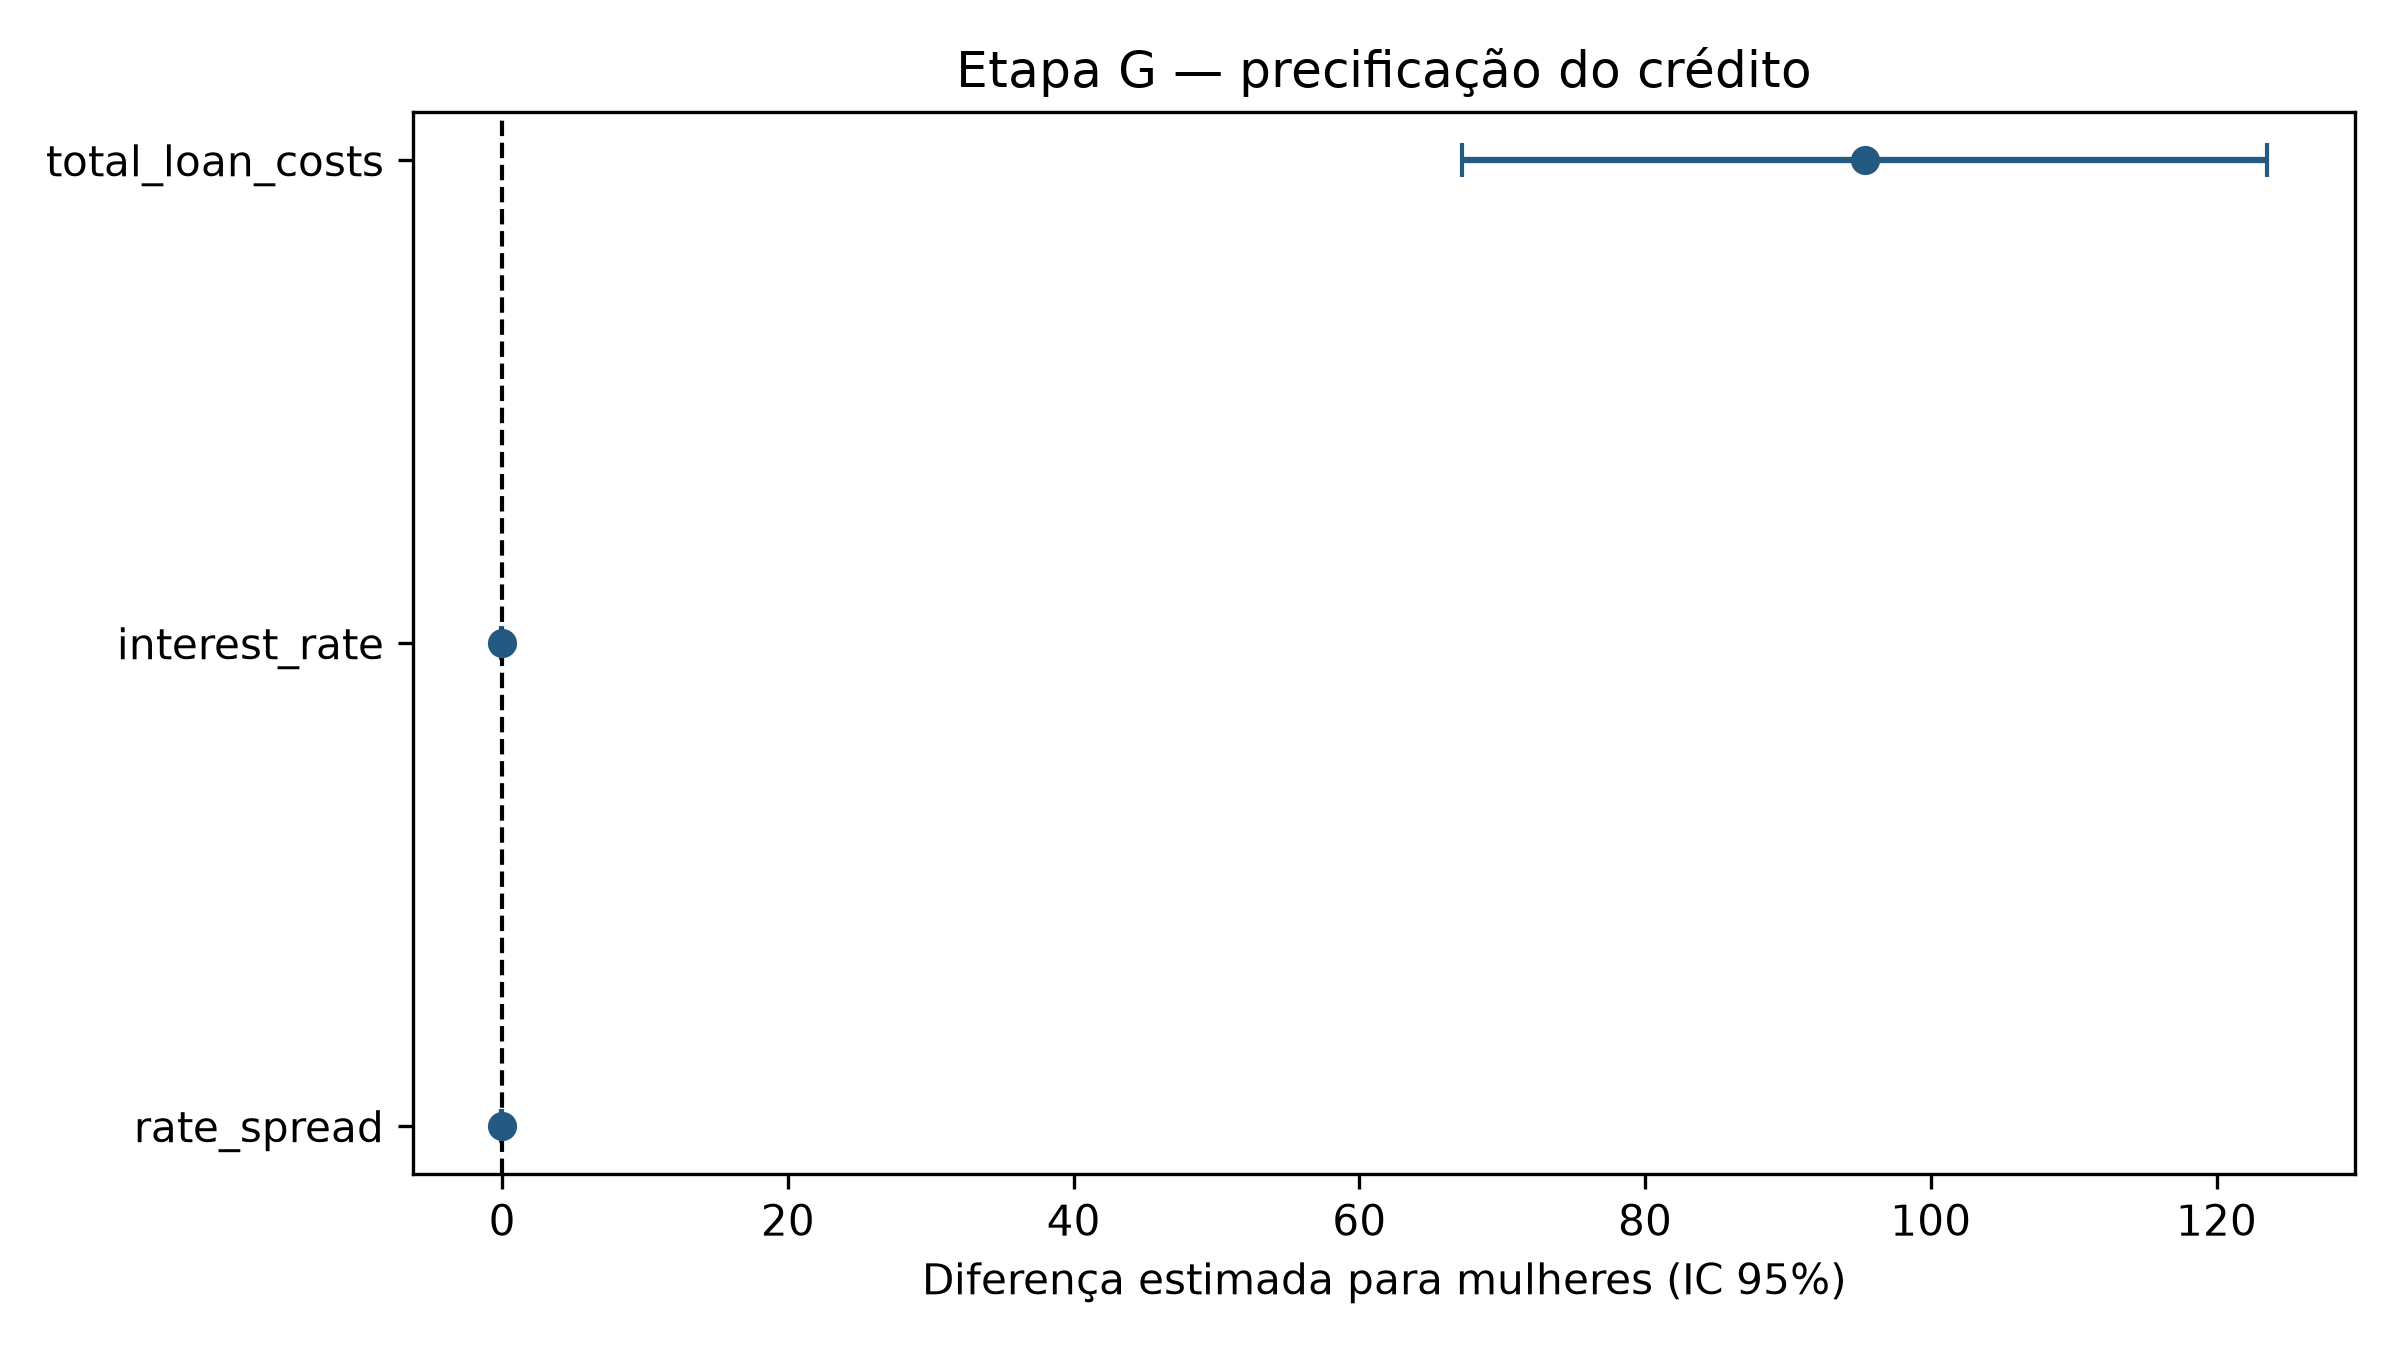 Etapa G — precificação do crédito
total_loan_costs
interest_rate
rate_spread
0 20 40 60 80 100 120
Diferença estimada para mulheres (IC 95%)